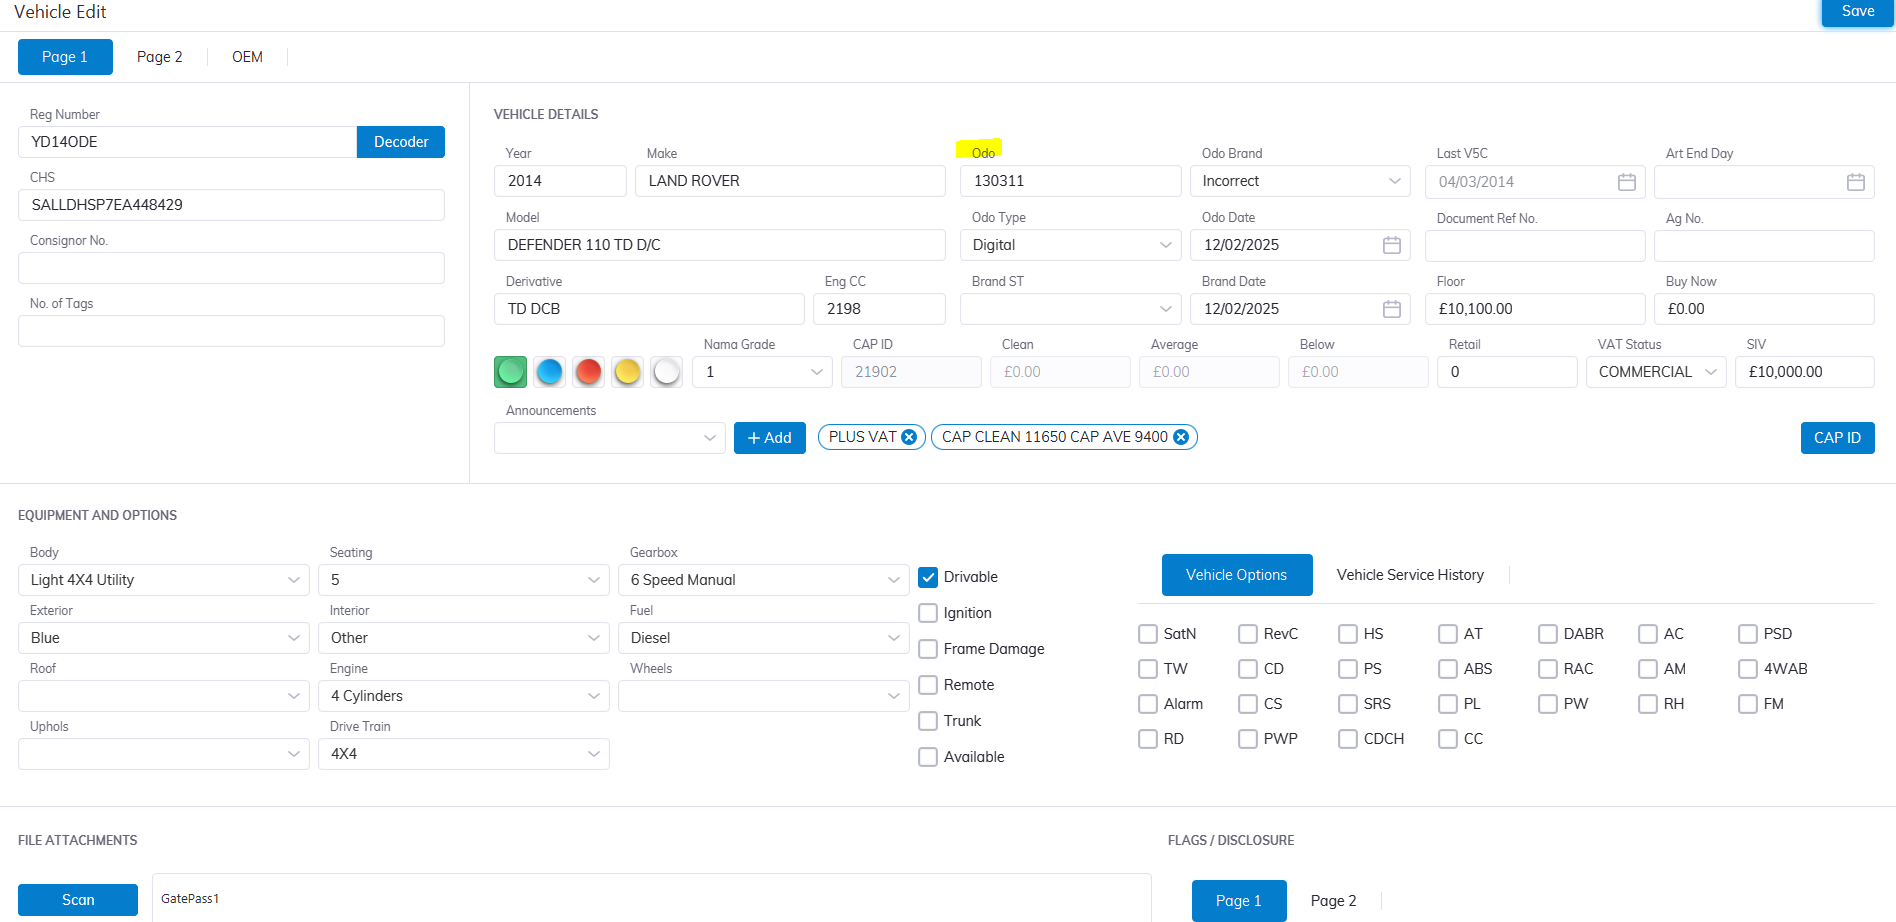 Vehicle Edit
Save
Page 1
Page 2
OEM
Reg Number
YD14ODE
Decoder
CHS
SALLDHSP7EA448429
Consignor No.
No. of Tags
VEHICLE DETAILS
Year
Make
Odo
Odo Brand
Last V5C
Art End Day
2014
LAND ROVER
130311
Incorrect
04/03/2014
Model
Odo Type
Odo Date
Document Ref No.
Ag No.
DEFENDER 110 TD D/C
Digital
12/02/2025
Derivative
Eng CC
Brand ST
Brand Date
Floor
Buy Now
TD DCB
2198
12/02/2025
£10,100.00
£0.00
Nama Grade
CAP ID
Clean
Average
Below
Retail
VAT Status
SIV
1
21902
£0.00
£0.00
£0.00
0
COMMERCIAL
£10,000.00
Announcements
+ Add
PLUS VAT
CAP CLEAN 11650 CAP AVE 9400
CAP ID
EQUIPMENT AND OPTIONS
Body
Seating
Gearbox
Light 4X4 Utility
5
6 Speed Manual
Exterior
Interior
Fuel
Blue
Other
Diesel
Roof
Engine
Wheels
4 Cylinders
Uphols
Drive Train
4X4
Drivable
Ignition
Frame Damage
Remote
Trunk
Available
Vehicle Options
Vehicle Service History
SatN
RevC
HS
AT
DABR
AC
PSD
TW
CD
PS
ABS
RAC
AM
4WAB
Alarm
CS
SRS
PL
PW
RH
FM
RD
PWP
CDCH
CC
FILE ATTACHMENTS
Scan
GatePass1
FLAGS / DISCLOSURE
Page 1
Page 2